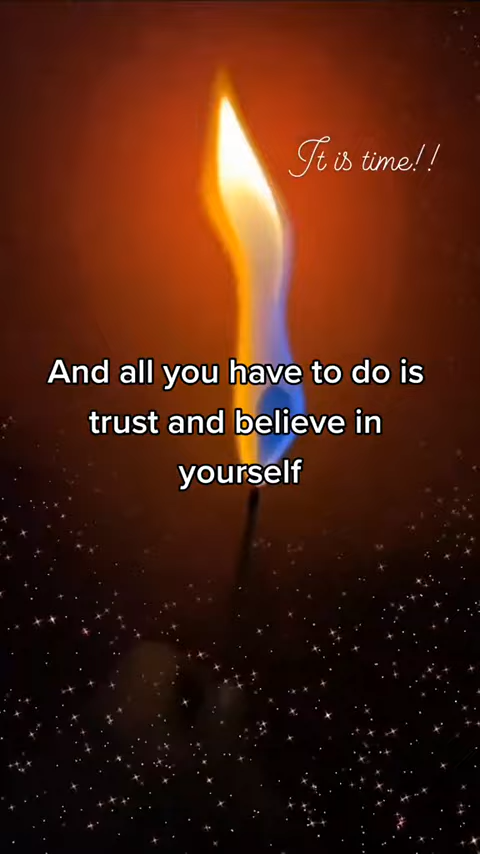 It is time!!
And all you have to do is
trust and believe in
yourself